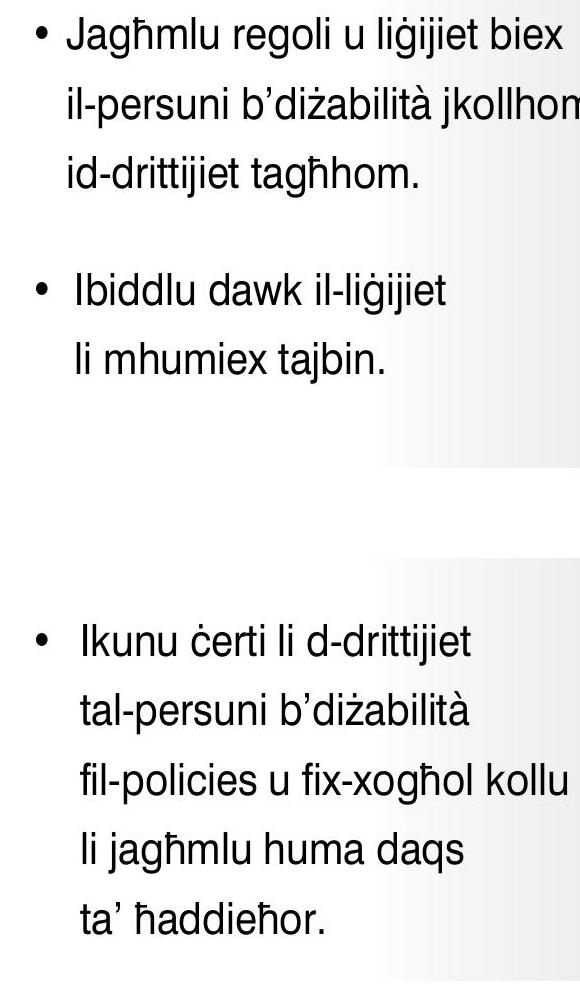 • Jagħmlu regoli u liġijiet biex
il-persuni b’diżabilità jkollhom
id-drittijiet tagħhom.
• Ibiddlu dawk il-liġijiet
li mhumiex tajbin.
• Ikunu ċerti li d-drittijiet
tal-persuni b’diżabilità
fil-policies u fix-xogħol kollu
li jagħmlu huma daqs
ta’ ħaddieħor.